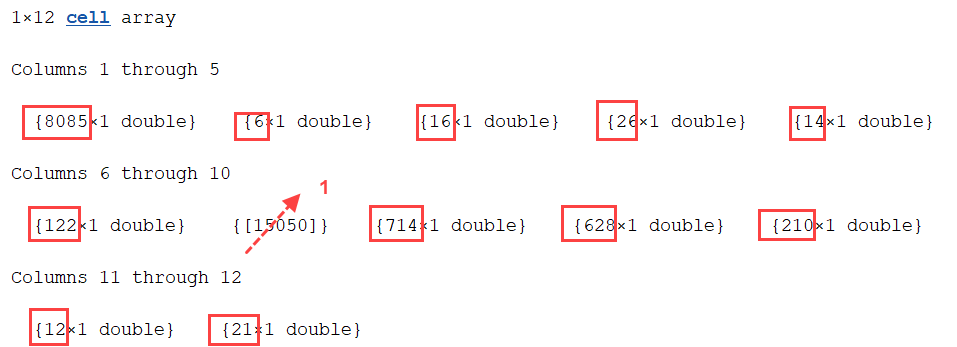 1×12 cell array
Columns 1 through 5
{8085×1 double} {6×1 double} {16×1 double} {26×1 double} {14×1 double}
Columns 6 through 10
1
{122×1 double} {[15050]} {714×1 double} {628×1 double} {210×1 double}
Columns 11 through 12
{12×1 double} {21×1 double}